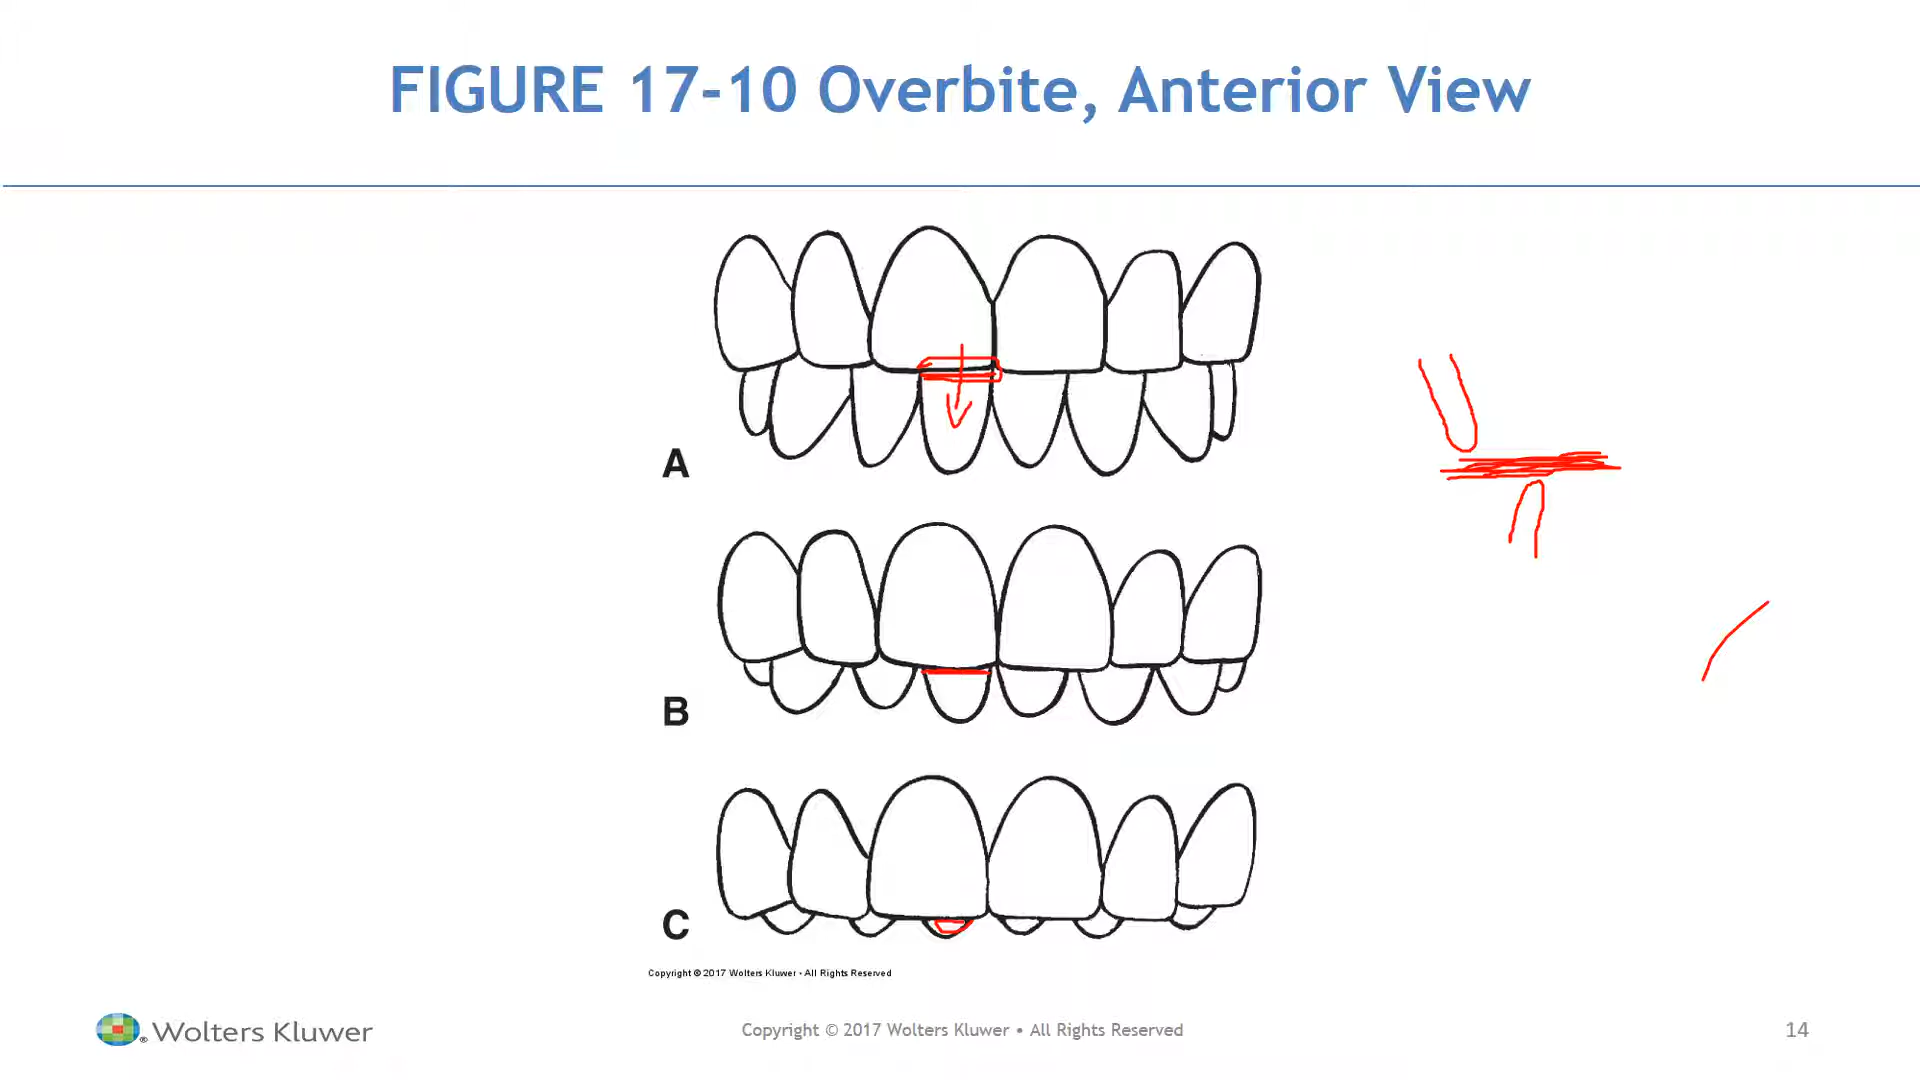 FIGURE 17-10 Overbite, Anterior View
A
B
C
Copyright © 2017 Wolters Kluwer • All Rights Reserved
® Wolters Kluwer
Copyright © 2017 Wolters Kluwer • All Rights Reserved
14